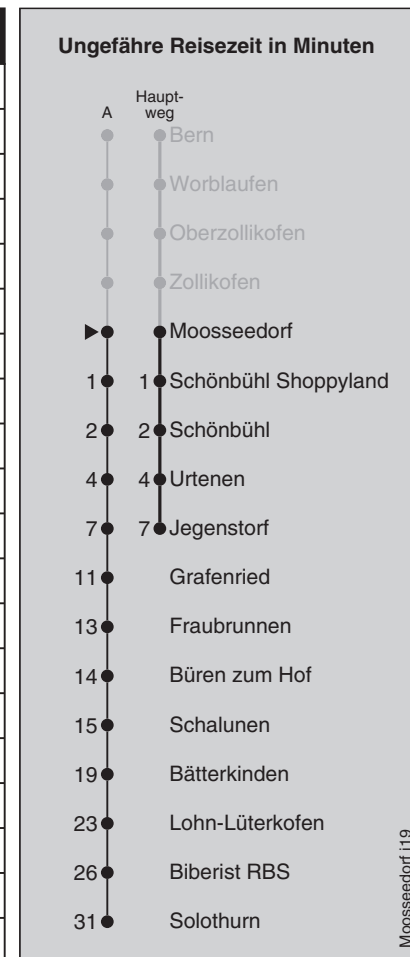 Ungefähre Reisezeit in Minuten
A
Haupt-
weg
Bern
Worblaufen
Oberzollikofen
Zollikofen
Moosseedorf
1 1 Schönbühl Shoppyland
2 2 Schönbühl
4 4 Urtenen
7 7 Jegenstorf
11 Grafenried
13 Fraubrunnen
14 Büren zum Hof
15 Schalunen
19 Bätterkinden
23 Lohn-Lüterkofen
26 Biberist RBS
31 Solothurn
Moosseedorf j19